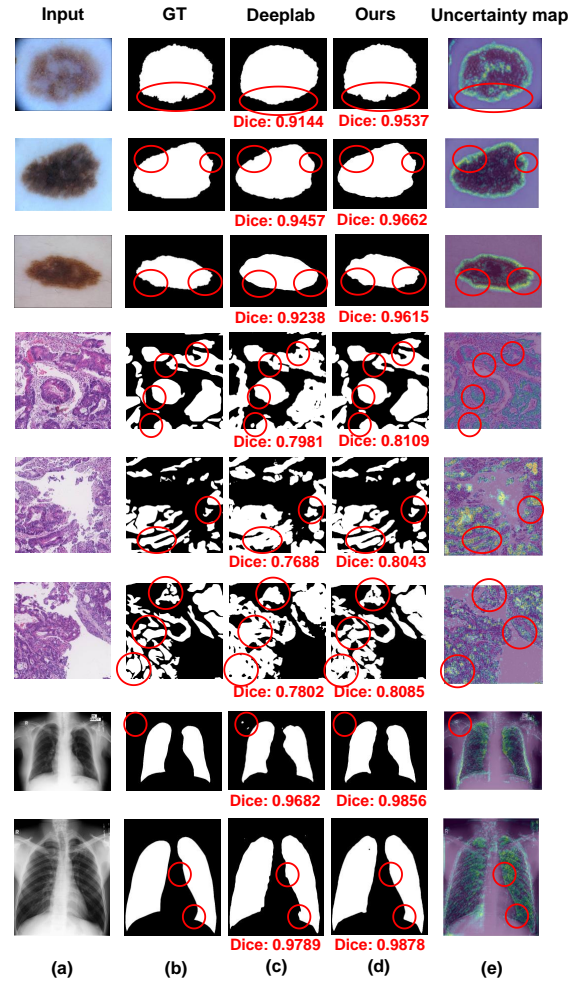 Input GT Deeplab Ours Uncertainty map
Dice: 0.9144 Dice: 0.9537
Dice: 0.9457 Dice: 0.9662
Dice: 0.9238 Dice: 0.9615
Dice: 0.7981 Dice: 0.8109
Dice: 0.7688 Dice: 0.8043
Dice: 0.7802 Dice: 0.8085
Dice: 0.9682 Dice: 0.9856
R
Dice: 0.9789 Dice: 0.9878
(a) (b) (c) (d) (e)